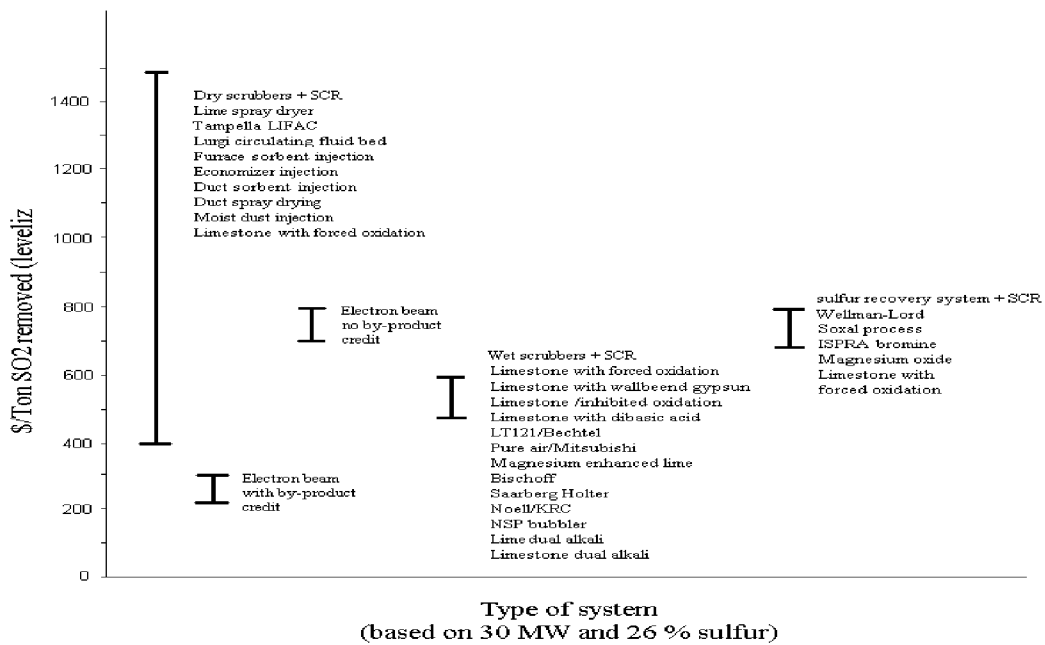 $/Ton SO2 removed (leveliz
1400
1200
1000
800
600
400
200
0
Dry scrubbers + SCR
Lime spray dryer
Tampella LIFAC
Lurgi circulating fluid bed
Furrace sorbent injection
Economizer injection
Duct sorbent injection
Duct spray drying
Moist dust injection
Limestone with forced oxidation
Electron beam
with by-product
credit
Electron beam
no by-product
credit
Wet scrubbers + SCR
Limestone with forced oxidation
Limestone with wallbeend gypsun
Limestone /inhibited oxidation
Limestone with dibasic acid
LT121/Bechtel
Pure air/Mitsubishi
Magnesium enhanced lime
Bischoff
Saarberg Holter
Noell/KRC
NSP bubbler
Lime dual alkali
Limestone dual alkali
sulfur recovery system + SCR
Wellman-Lord
Soxal process
ISPRA bromine
Magnesium oxide
Limestone with
forced oxidation
Type of system
(based on 30 MW and 26 % sulfur)